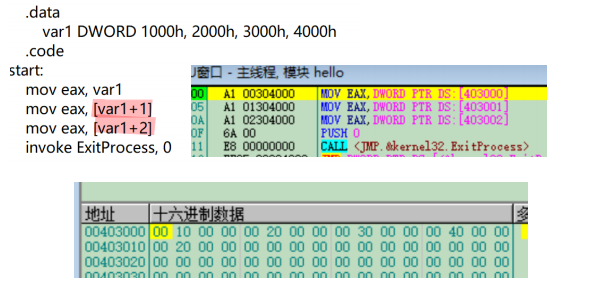 .data
var1 DWORD 1000h, 2000h, 3000h, 4000h
.code
start:
mov eax, var1
mov eax, [var1+1]
mov eax, [var1+2]
invoke ExitProcess, 0
U窗口 - 主线程, 模块 hello
00 A1 00304000 MOV EAX,DWORD PTR DS:[403000]
05 A1 01304000 MOV EAX,DWORD PTR DS:[403001]
0A A1 02304000 MOV EAX,DWORD PTR DS:[403002]
0F 6A 00 PUSH 0
11 E8 00000000 CALL <JMP.&kernel32.ExitProcess>
地址 十六进制数据
00403000 00 10 00 00 00 20 00 00 00 30 00 00 00 40 00 00
00403010 00 20 00 00 00 00 00 00 00 00 00 00 00 00 00 00
00403020 00 00 00 00 00 00 00 00 00 00 00 00 00 00 00 00